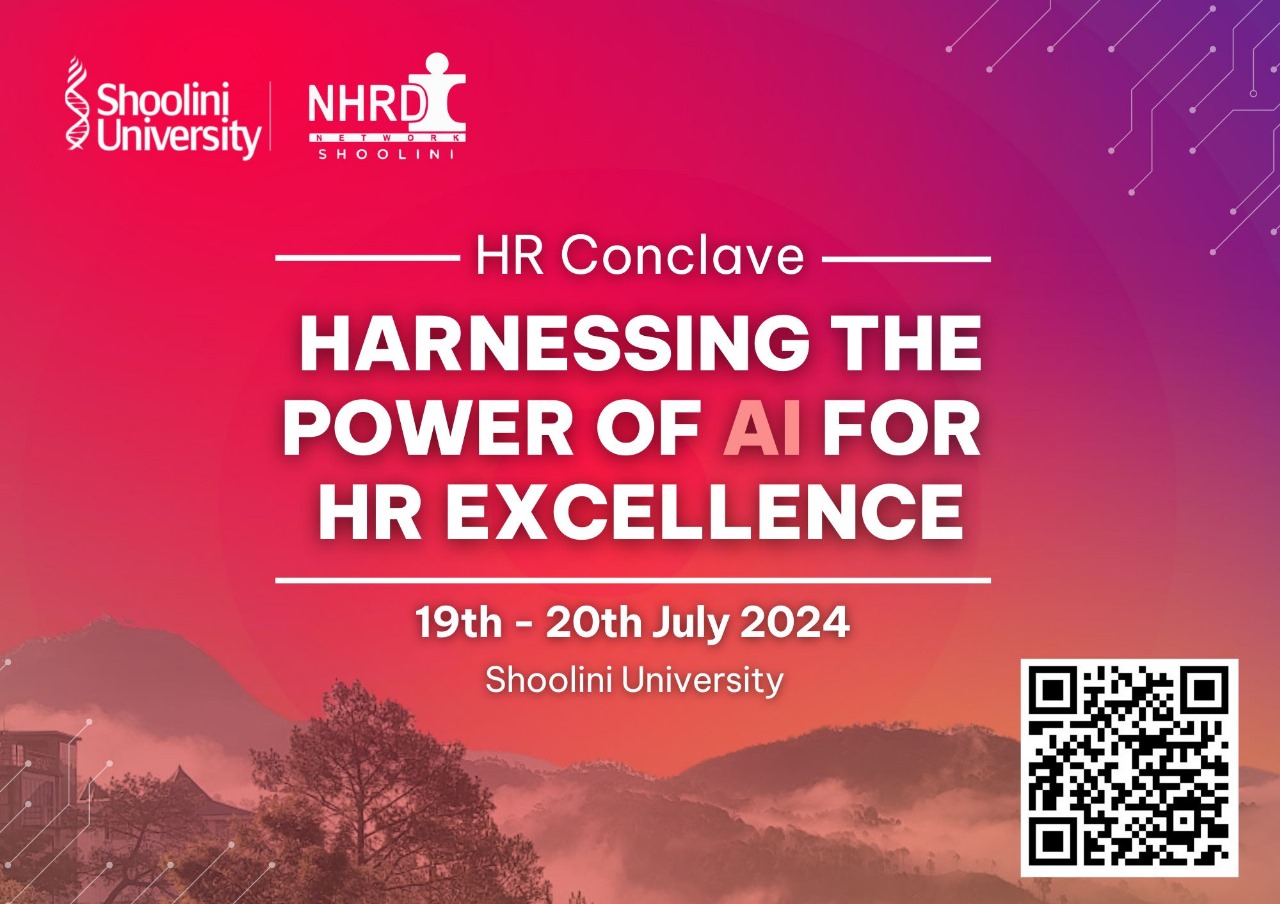 Shoolini
University
NHRD
NETWORK
SHOOLINI
HR Conclave
HARNESSING THE
POWER OF AI FOR
HR EXCELLENCE
19th - 20th July 2024
Shoolini University